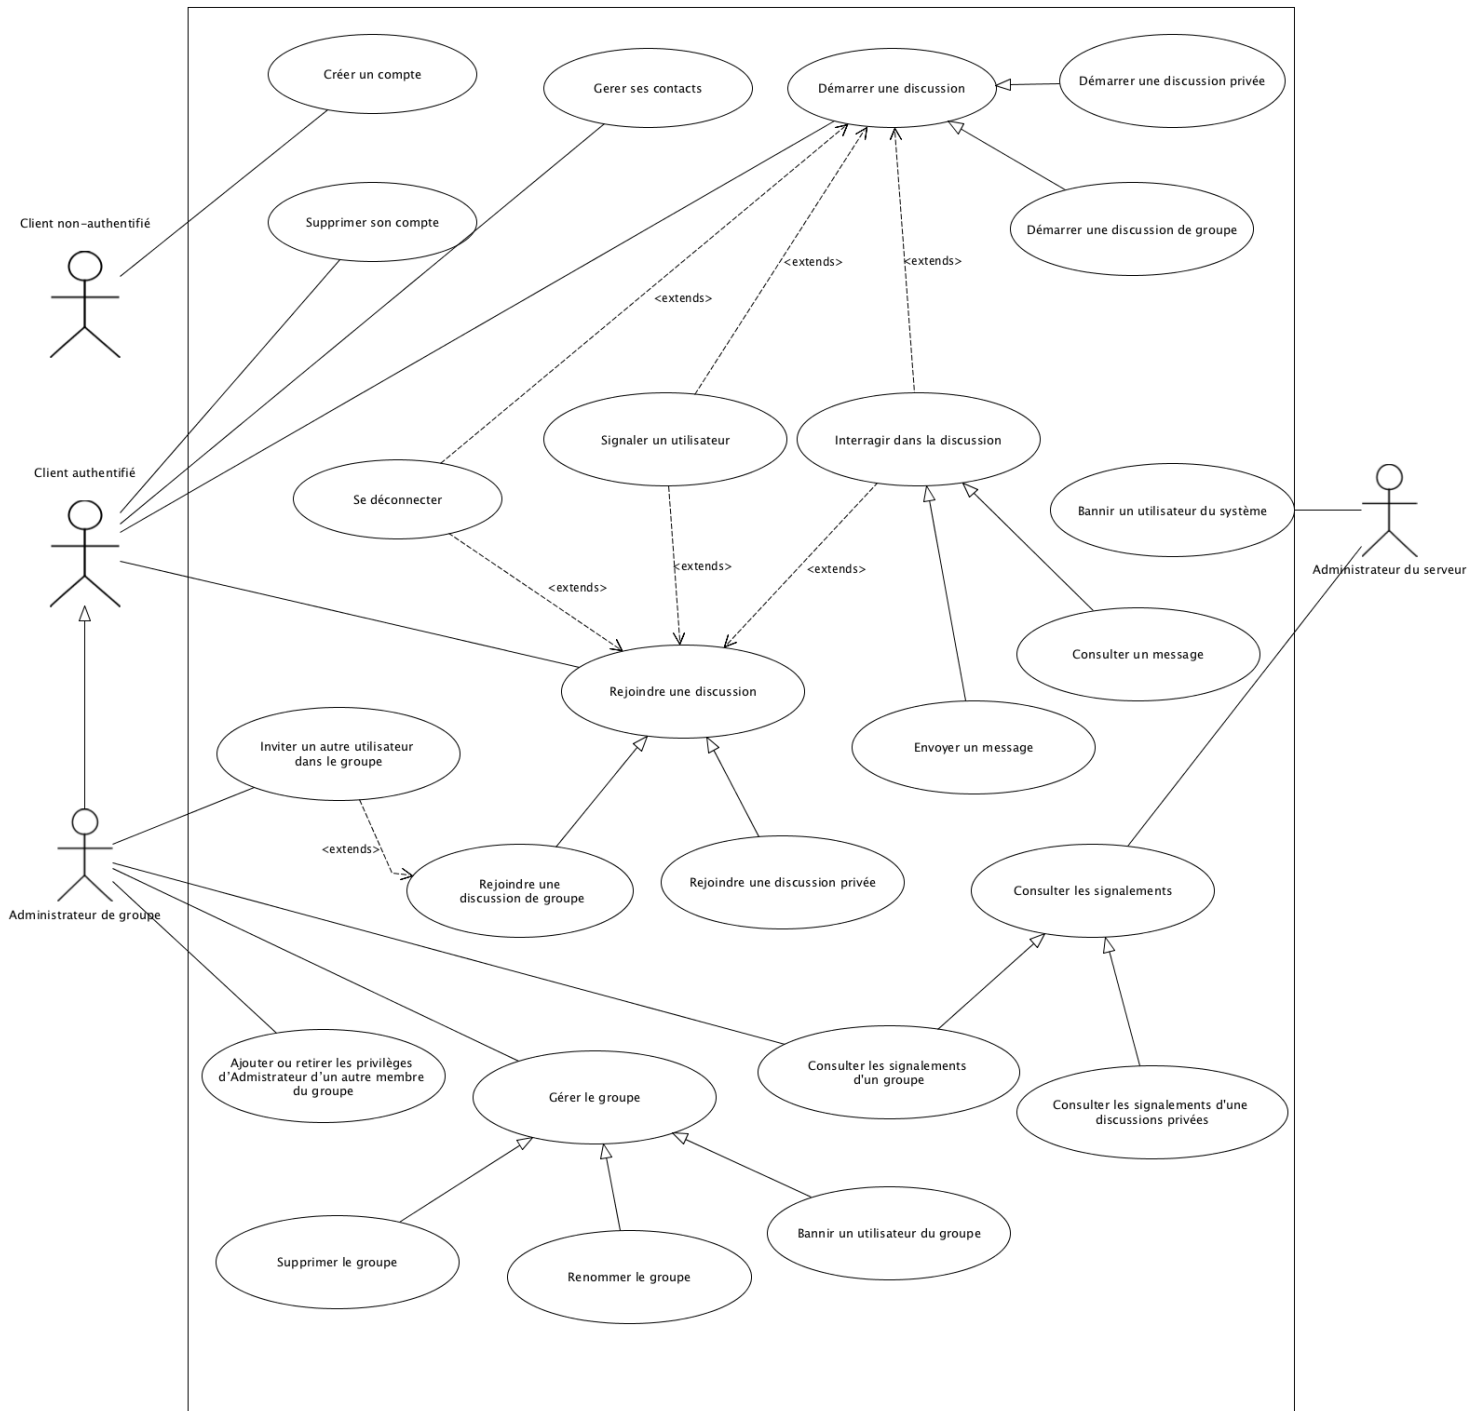 Créer un compte
Gerer ses contacts
Démarrer une discussion
Démarrer une discussion privée
Client non-authentifié
Supprimer son compte
Démarrer une discussion de groupe
<extends>
<extends>
<extends>
Client authentifié
Se déconnecter
Signaler un utilisateur
Interragir dans la discussion
Bannir un utilisateur du système
Administrateur du serveur
<extends>
<extends>
<extends>
Consulter un message
Rejoindre une discussion
Envoyer un message
Inviter un autre utilisateur
dans le groupe
<extends>
Administrateur de groupe
Rejoindre une
discussion de groupe
Rejoindre une discussion privée
Consulter les signalements
Ajouter ou retirer les privilèges
d'Admistrateur d'un autre membre
du groupe
Gérer le groupe
Consulter les signalements
d'un groupe
Consulter les signalements d'une
discussions privées
Supprimer le groupe
Renommer le groupe
Bannir un utilisateur du groupe